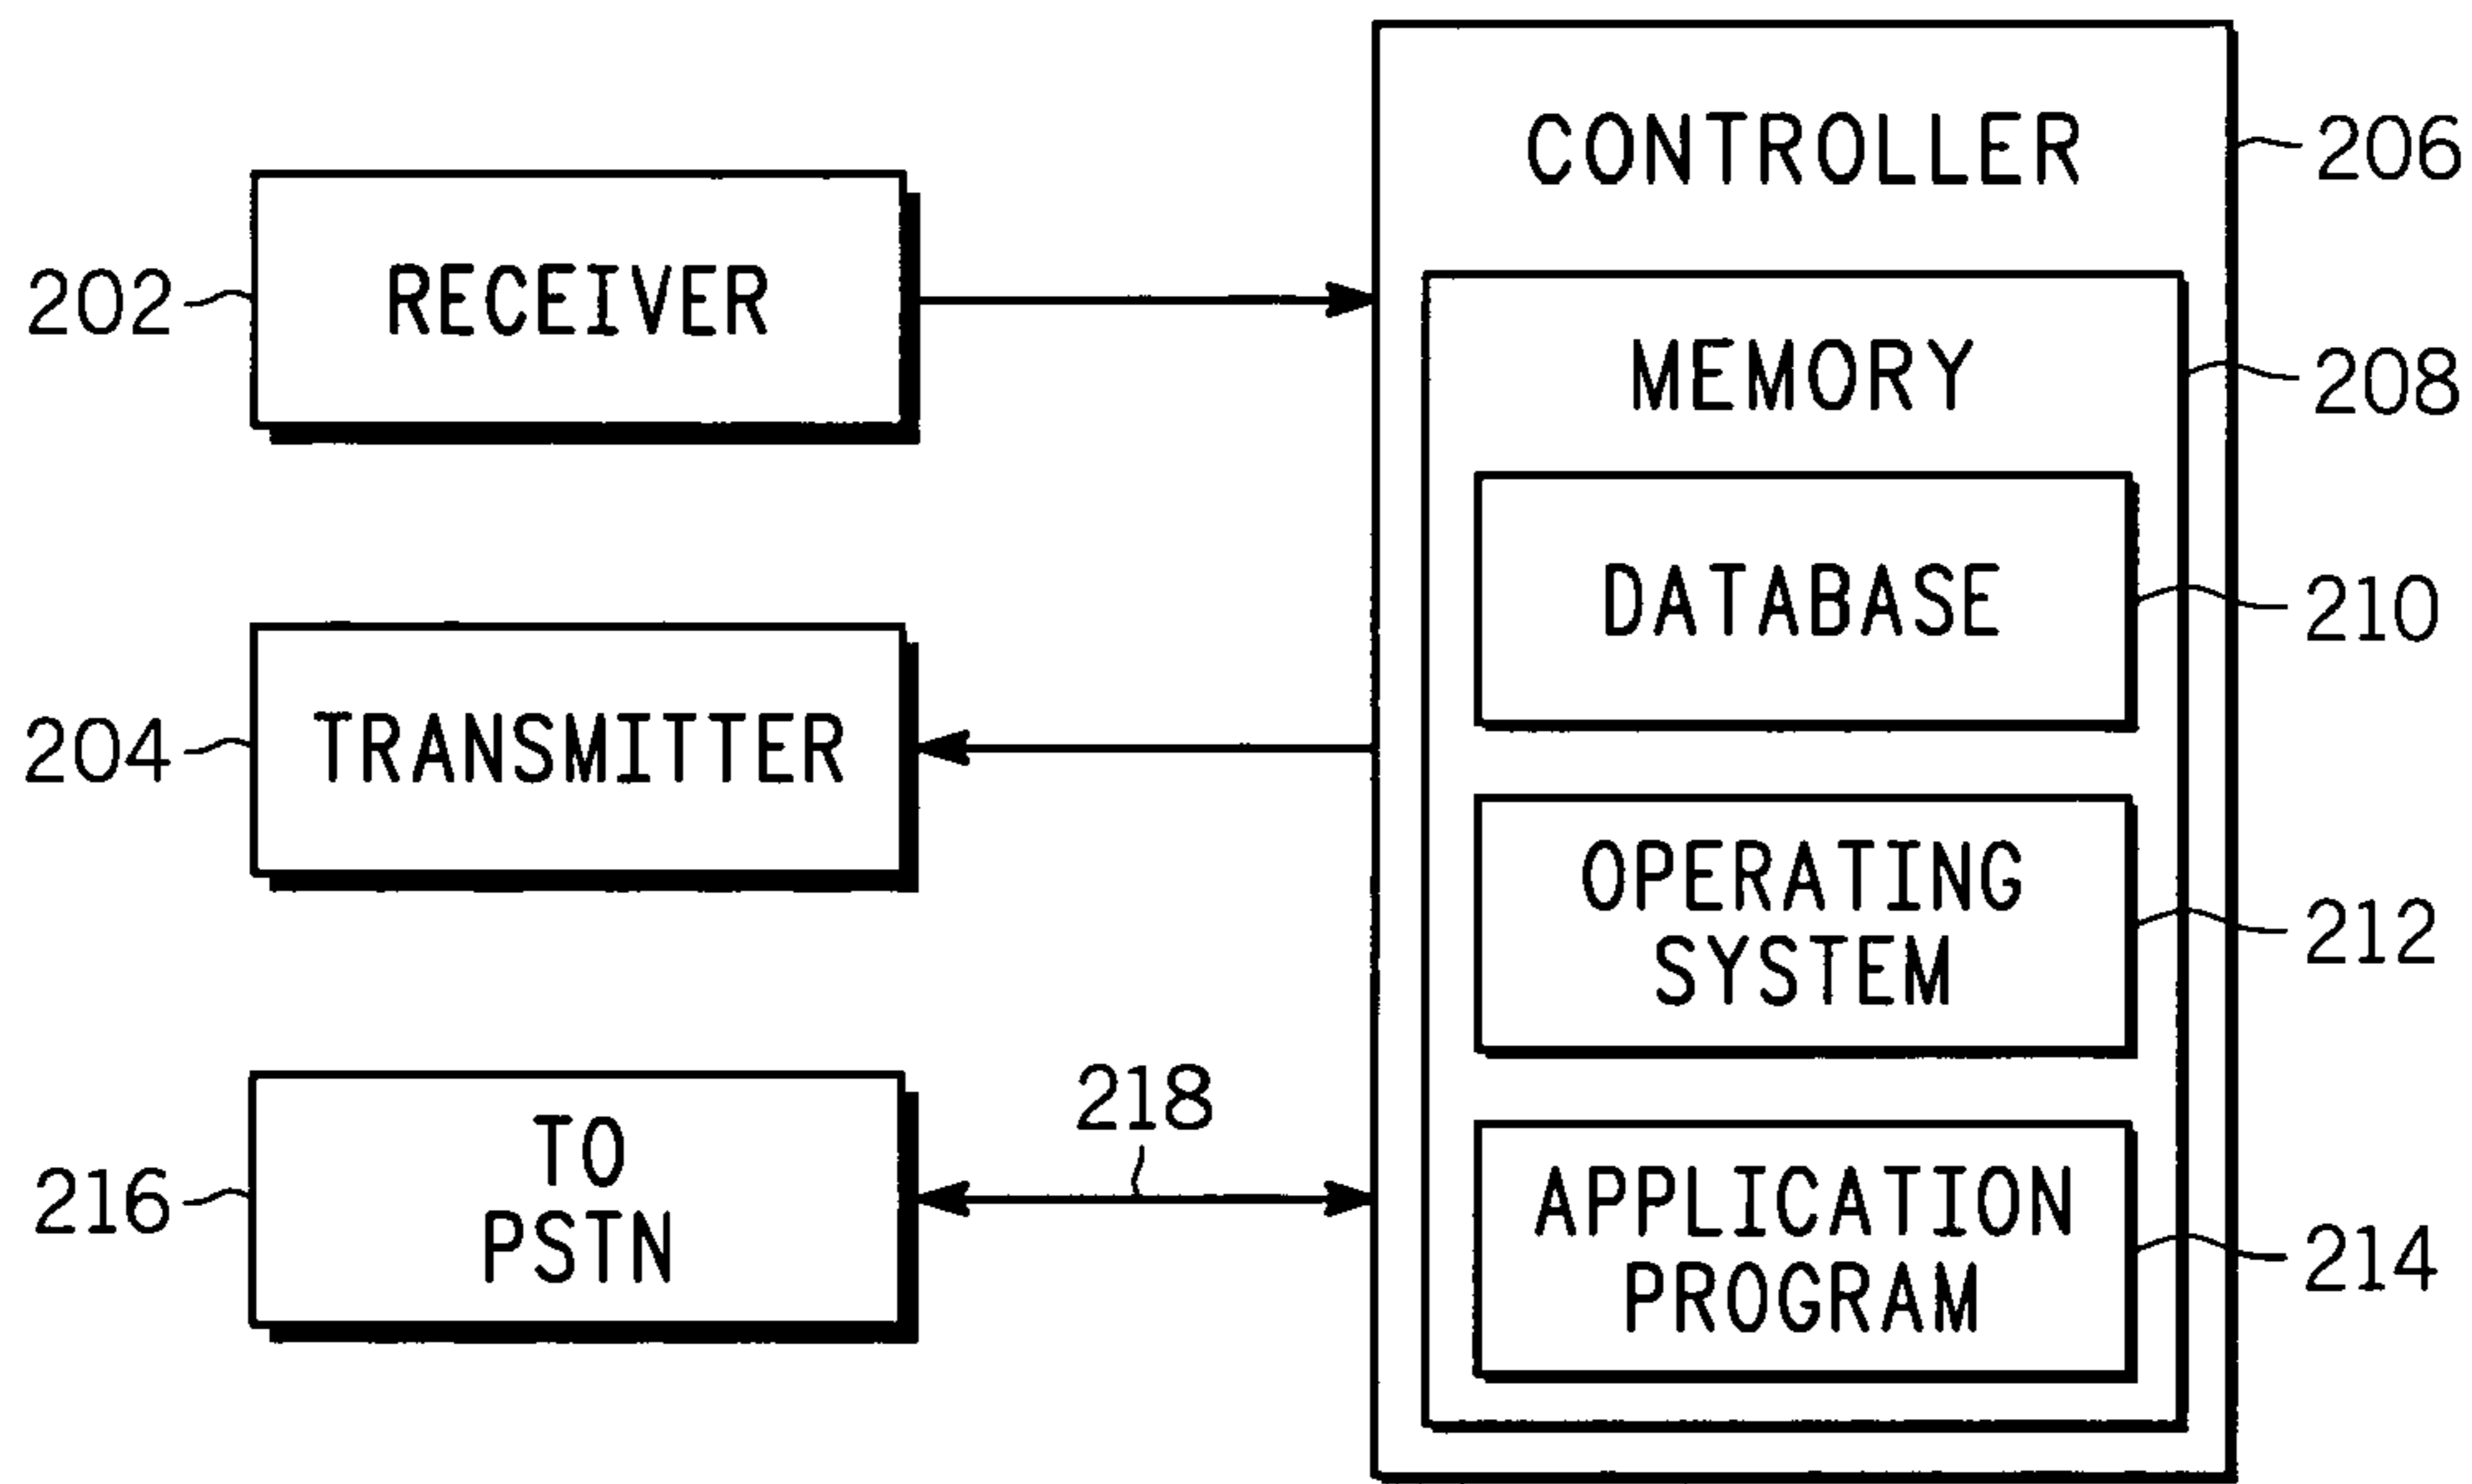 CONTROLLER
206
202
RECEIVER
MEMORY
208
DATABASE
210
204
TRANSMITTER
OPERATING
SYSTEM
212
218
216
TO
PSTN
APPLICATION
PROGRAM
214